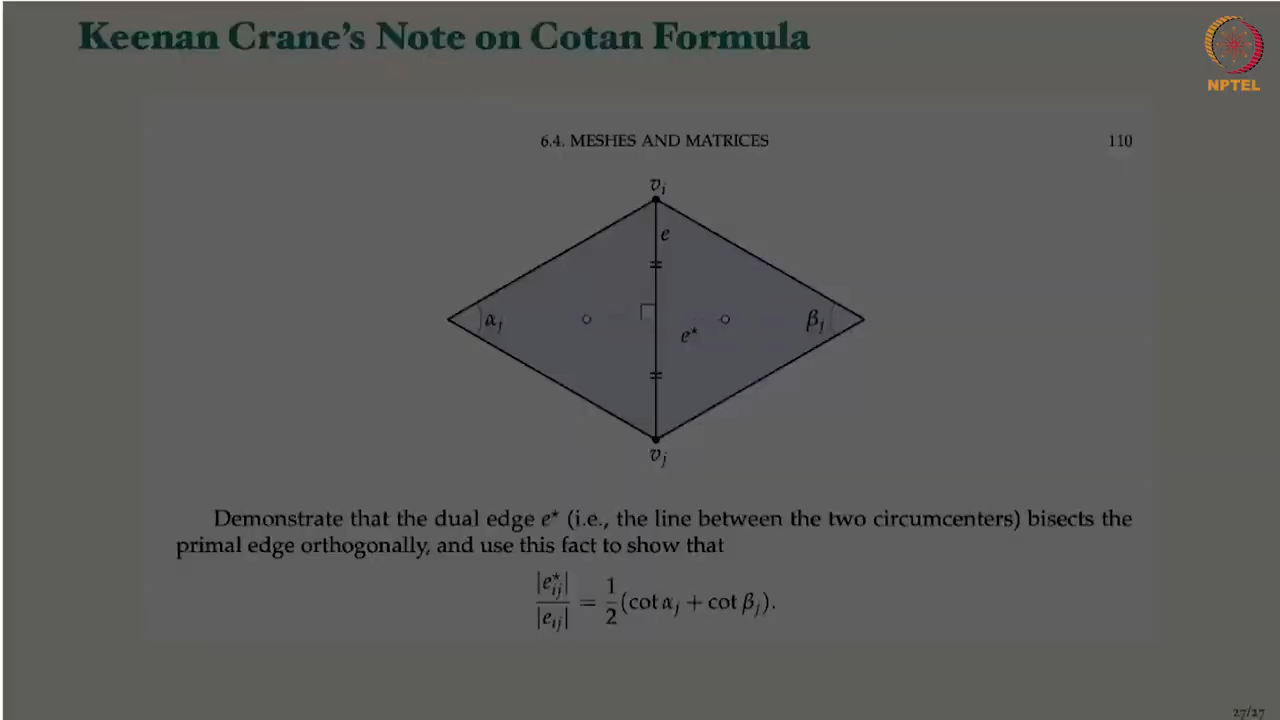 Keenan Crane's Note on Cotan Formula
NPTEL
6.4. MESHES AND MATRICES 110
v_i
e
α_j
β_j
e⋆
v_j
Demonstrate that the dual edge e⋆ (i.e., the line between the two circumcenters) bisects the
primal edge orthogonally, and use this fact to show that
|e⋆_ij| / |e_ij| = 1/2 (cot α_j + cot β_j).
27/27